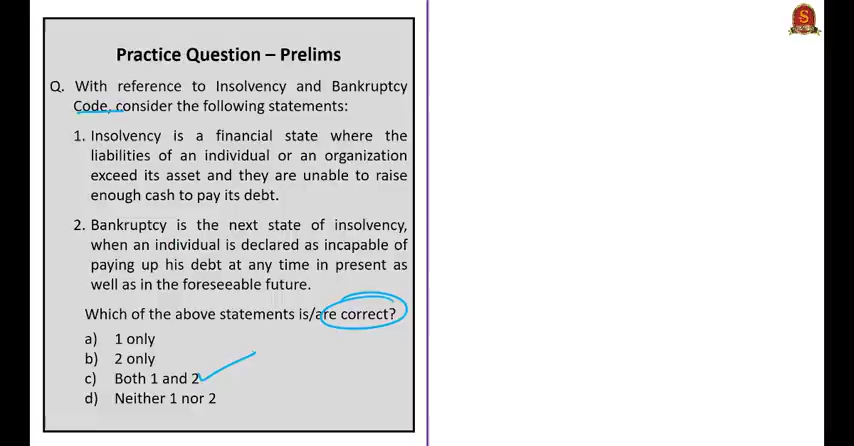 Practice Question – Prelims
Q. With reference to Insolvency and Bankruptcy
Code, consider the following statements:
1. Insolvency is a financial state where the
liabilities of an individual or an organization
exceed its asset and they are unable to raise
enough cash to pay its debt.
2. Bankruptcy is the next state of insolvency,
when an individual is declared as incapable of
paying up his debt at any time in present as
well as in the foreseeable future.
Which of the above statements is/are correct?
a) 1 only
b) 2 only
c) Both 1 and 2
d) Neither 1 nor 2
S